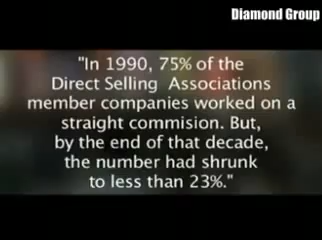 Diamond Group
"In 1990, 75% of the
Direct Selling Associations
member companies worked on a
straight commision. But,
by the end of that decade,
the number had shrunk
to less than 23%."